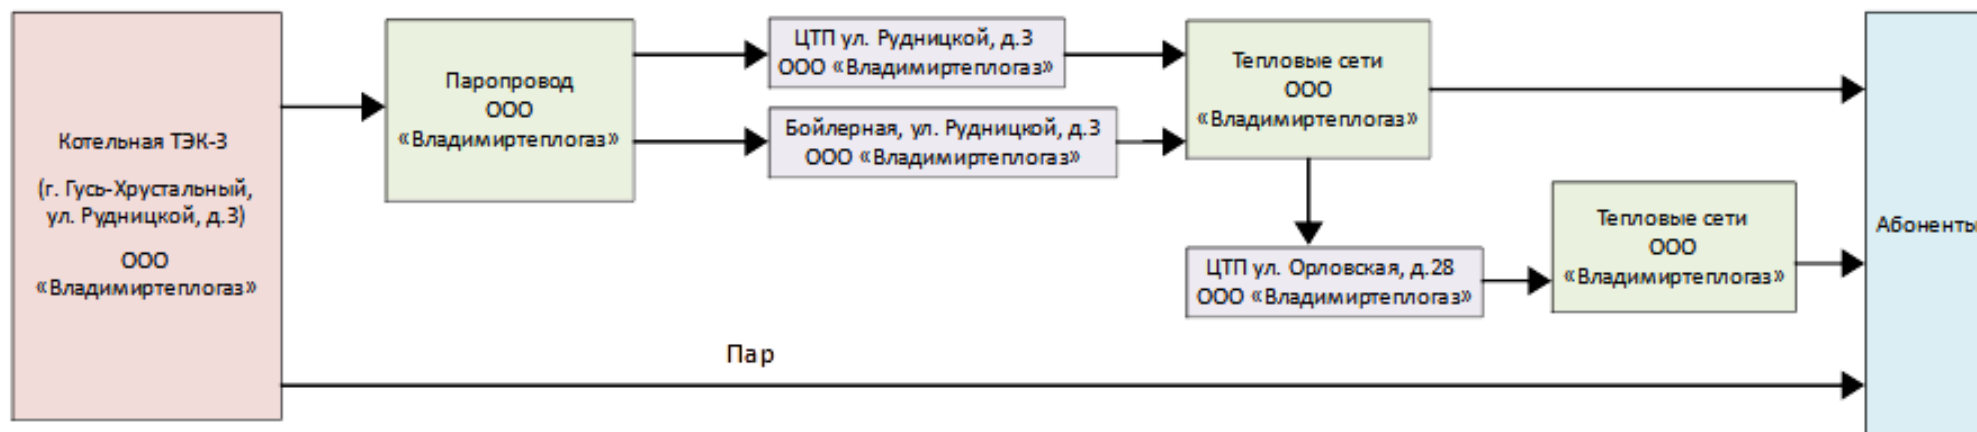 Котельная ТЭК-3
(г. Гусь-Хрустальный,
ул. Рудницкой, д.3)
ООО
«Владимиртеплогаз»
Паропровод
ООО
«Владимиртеплогаз»
ЦТП ул. Рудницкой, д.3
ООО «Владимиртеплогаз»
Бойлерная, ул. Рудницкой, д.3
ООО «Владимиртеплогаз»
Тепловые сети
ООО
«Владимиртеплогаз»
ЦТП ул. Орловская, д.28
ООО «Владимиртеплогаз»
Тепловые сети
ООО
«Владимиртеплогаз»
Абоненты
Пар